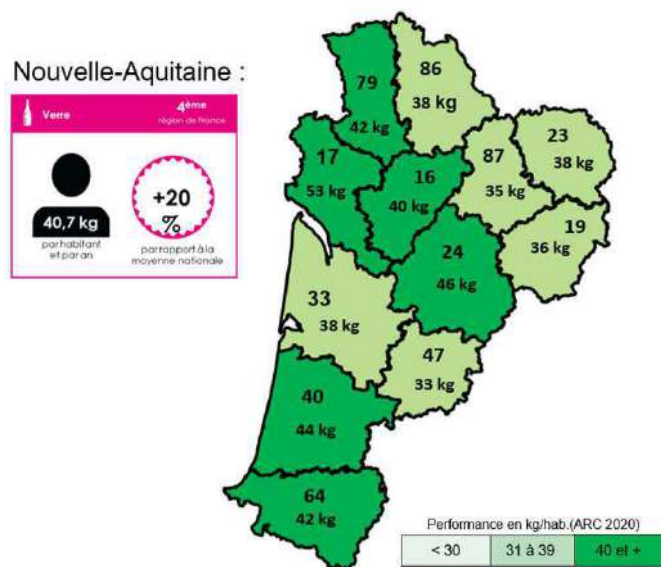 Nouvelle-Aquitaine :
Verre
4ème
région de France
40,7 kg
par habitant
et par an
+20
%
par rapport à la
moyenne nationale
79
42 kg
86
38 kg
17
53 kg
16
40 kg
87
35 kg
23
38 kg
19
36 kg
24
46 kg
33
38 kg
47
33 kg
40
44 kg
64
42 kg
Performance en kg/hab.(ARC 2020)
< 30 31 à 39 40 et +